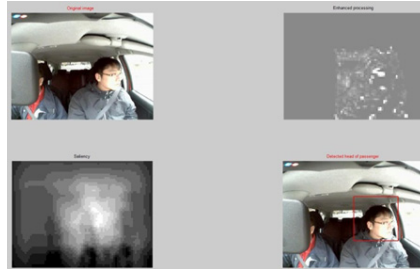 Original image
Enhanced processing
Saliency
Detected head of passenger